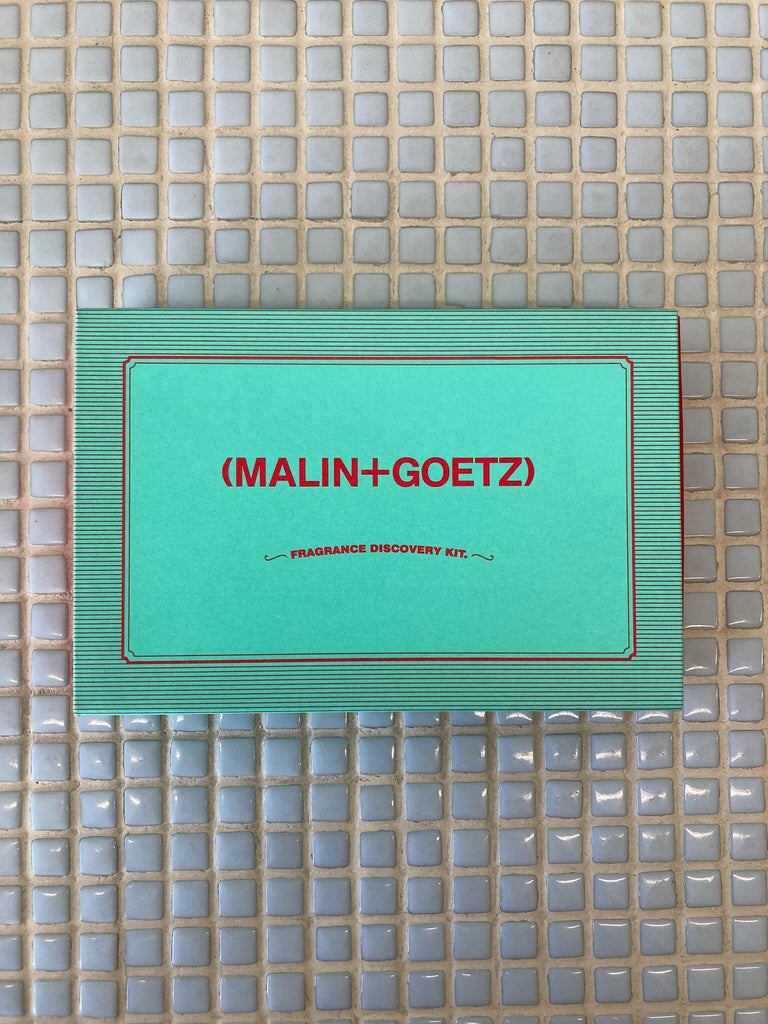 (MALIN+GOETZ)
FRAGRANCE DISCOVERY KIT.